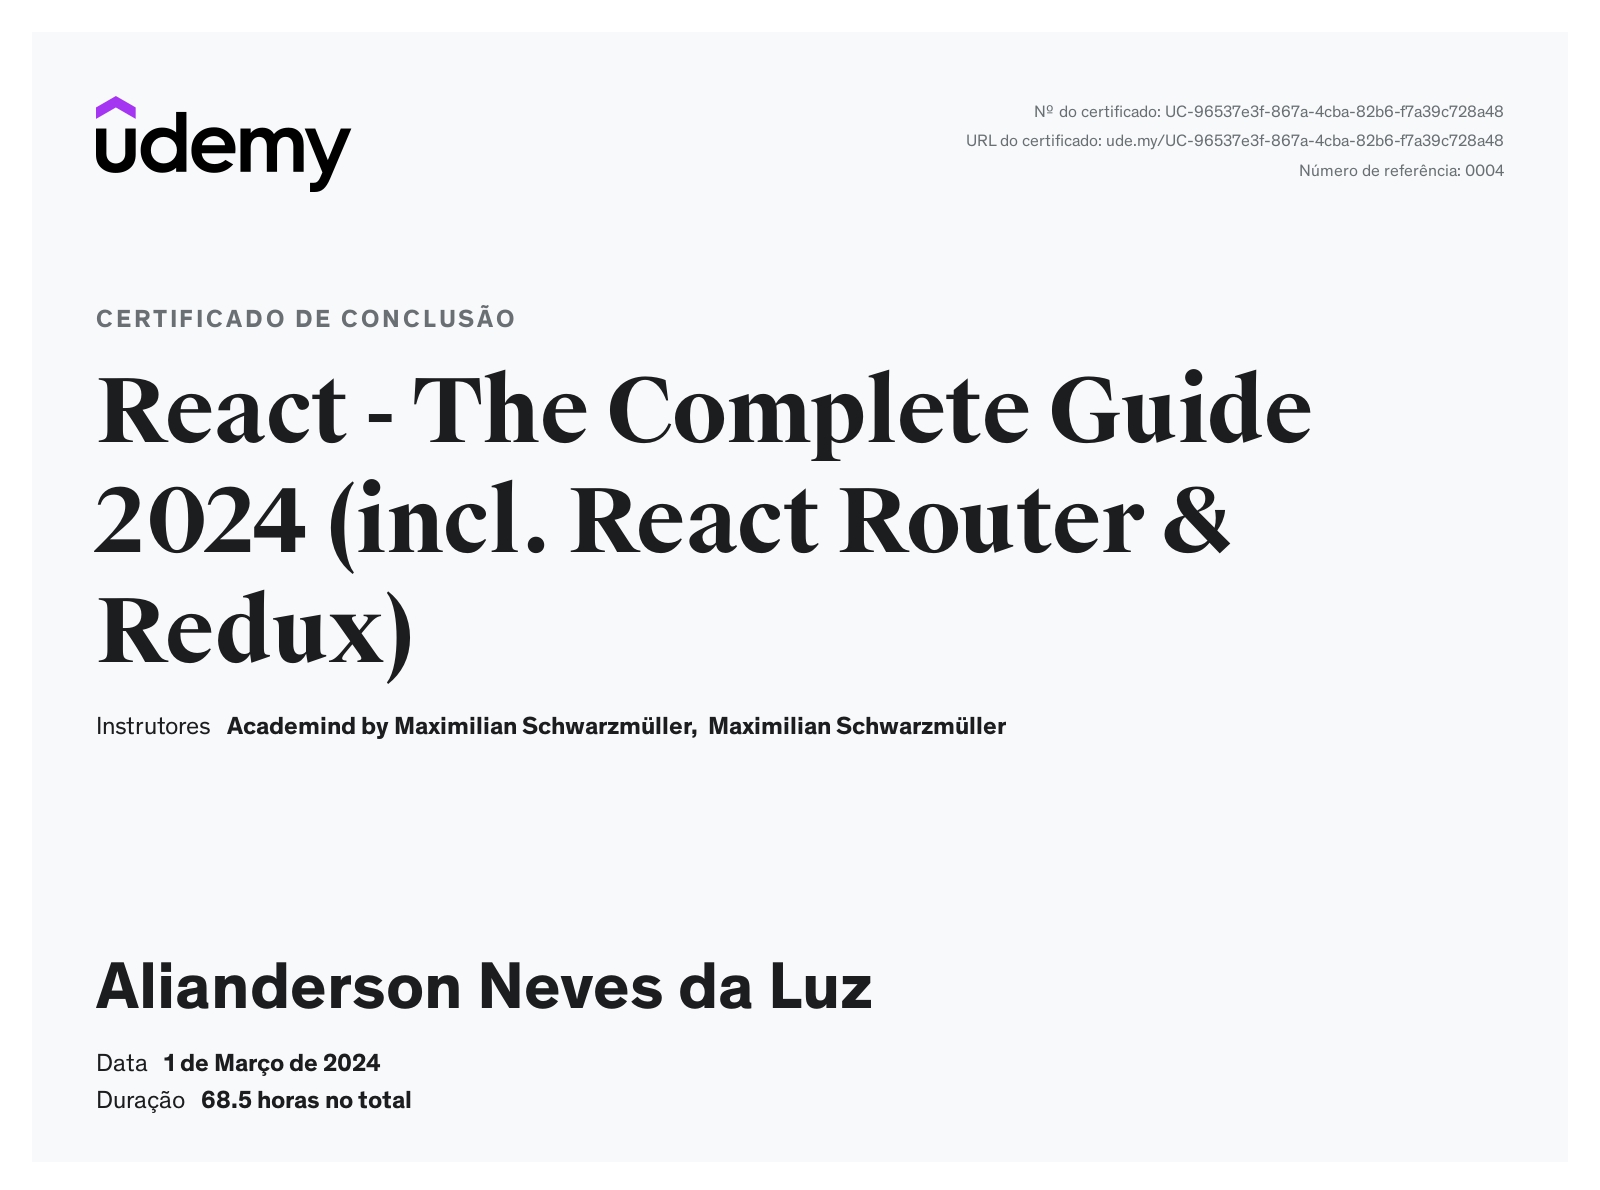 udemy
Nº do certificado: UC-96537e3f-867a-4cba-82b6-f7a39c728a48
URL do certificado: ude.my/UC-96537e3f-867a-4cba-82b6-f7a39c728a48
Número de referência: 0004
CERTIFICADO DE CONCLUSÃO
React - The Complete Guide
2024 (incl. React Router &
Redux)
Instrutores Academind by Maximilian Schwarzmüller, Maximilian Schwarzmüller
Alianderson Neves da Luz
Data 1 de Março de 2024
Duração 68.5 horas no total